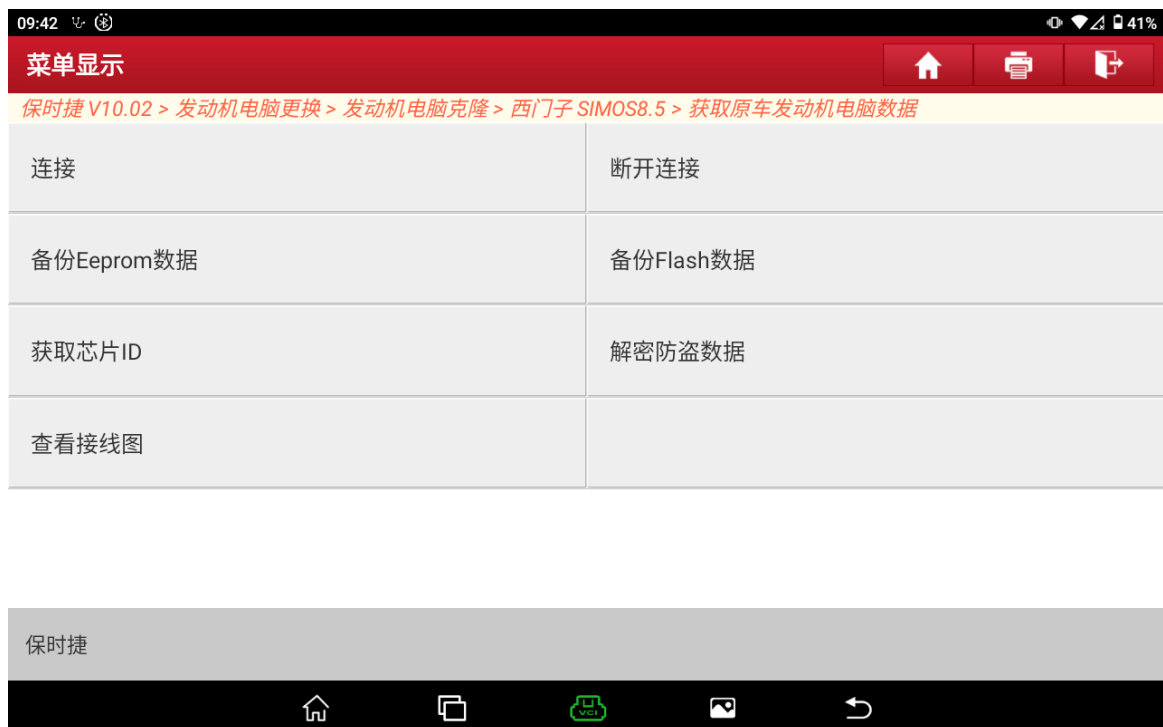 09:42
41%
菜单显示
保时捷 V10.02 > 发动机电脑更换 > 发动机电脑克隆 > 西门子 SIMOS8.5 > 获取原车发动机电脑数据
连接
断开连接
备份Eeprom数据
备份Flash数据
获取芯片ID
解密防盗数据
查看接线图
保时捷
VCI